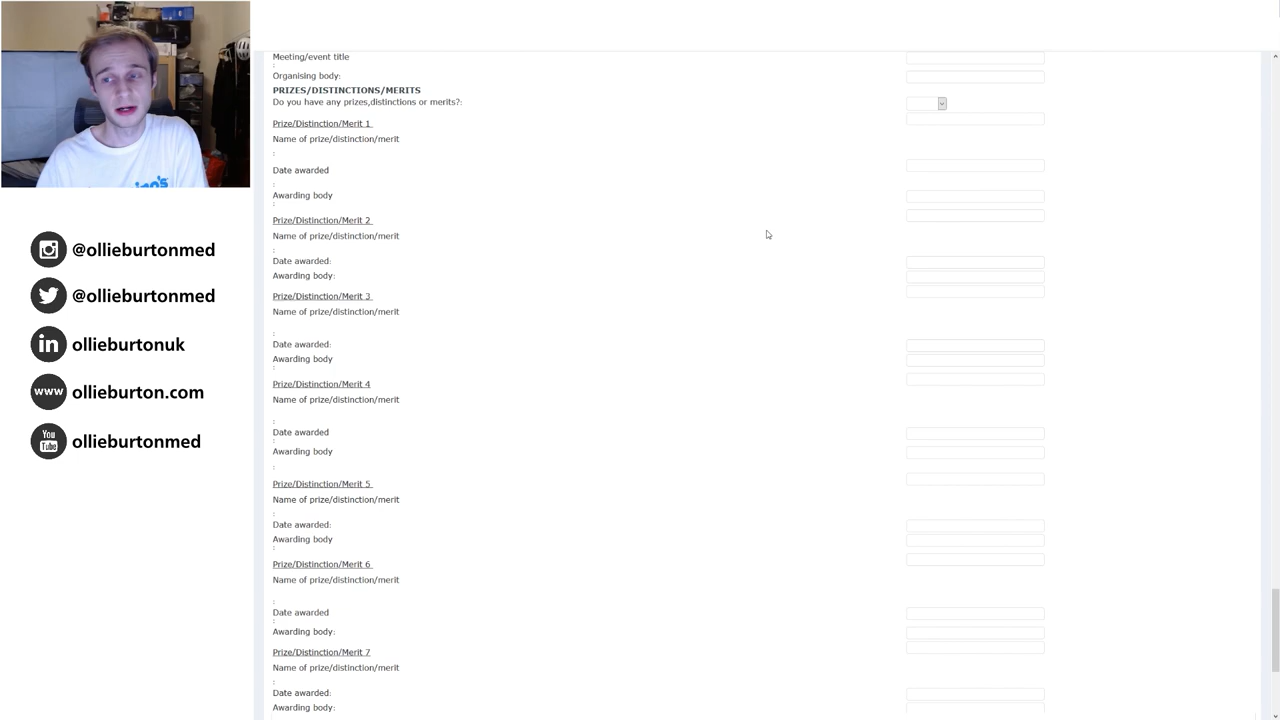 @ollieburtonmed
@ollieburtonmed
in ollieburtonuk
www ollieburton.com
You
Tube ollieburtonmed
Meeting/event title
:
Organising body:
PRIZES/DISTINCTIONS/MERITS
Do you have any prizes,distinctions or merits?:
Prize/Distinction/Merit 1
Name of prize/distinction/merit
:
Date awarded
:
Awarding body
:
Prize/Distinction/Merit 2
Name of prize/distinction/merit
:
Date awarded:
Awarding body:
Prize/Distinction/Merit 3
Name of prize/distinction/merit
:
Date awarded:
Awarding body
:
Prize/Distinction/Merit 4
Name of prize/distinction/merit
:
Date awarded
:
Awarding body
:
Prize/Distinction/Merit 5
Name of prize/distinction/merit
:
Date awarded:
Awarding body
:
Prize/Distinction/Merit 6
Name of prize/distinction/merit
:
Date awarded
:
Awarding body:
Prize/Distinction/Merit 7
Name of prize/distinction/merit
:
Date awarded:
Awarding body: